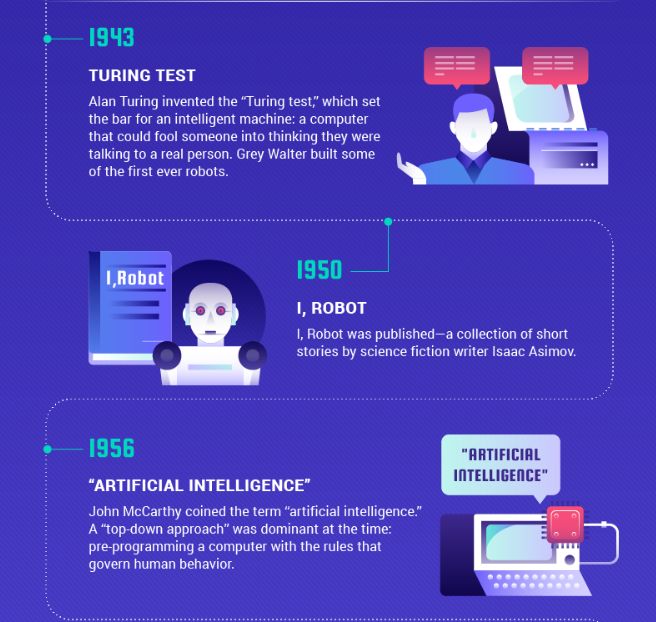 1943
TURING TEST
Alan Turing invented the “Turing test,” which set
the bar for an intelligent machine: a computer
that could fool someone into thinking they were
talking to a real person. Grey Walter built some
of the first ever robots.
I,Robot
1950
I, ROBOT
I, Robot was published—a collection of short
stories by science fiction writer Isaac Asimov.
1956
“ARTIFICIAL INTELLIGENCE”
John McCarthy coined the term “artificial intelligence.”
A “top-down approach” was dominant at the time:
pre-programming a computer with the rules that
govern human behavior.
"ARTIFICIAL
INTELLIGENCE"